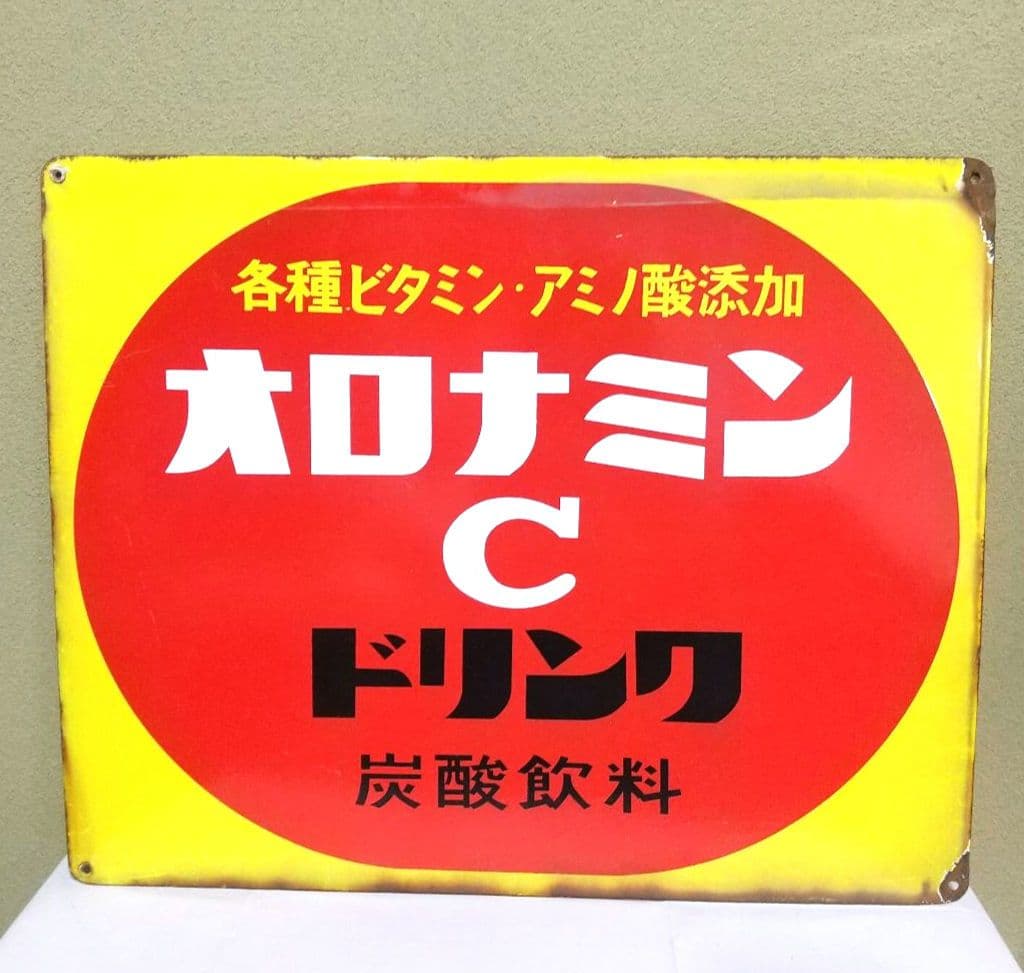 各種ビタミン・アミノ酸添加
オロナミン
C
ドリンク
炭酸飲料